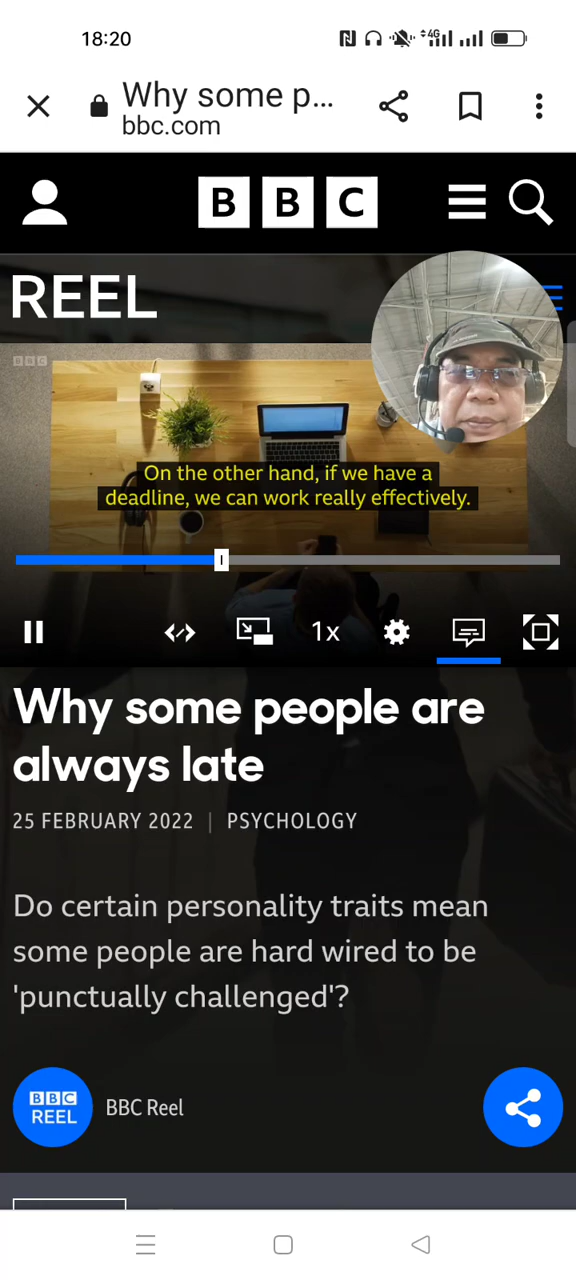 18:20
4G
Why some p...
bbc.com
BBC
REEL
BBC
On the other hand, if we have a
deadline, we can work really effectively.
1x
Why some people are
always late
25 FEBRUARY 2022 | PSYCHOLOGY
Do certain personality traits mean
some people are hard wired to be
'punctually challenged'?
BBC
REEL
BBC Reel